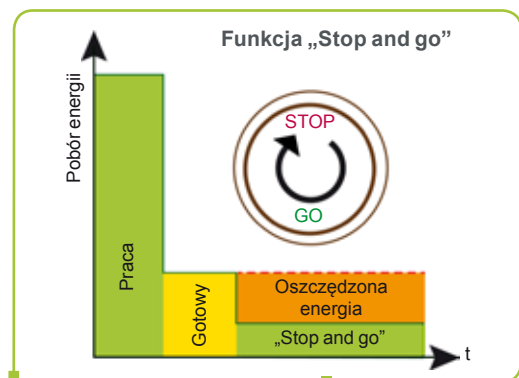 Funkcja „Stop and go”
Pobór energii
STOP
GO
Praca
Gotowy
Oszczędzona
energia
„Stop and go”
t